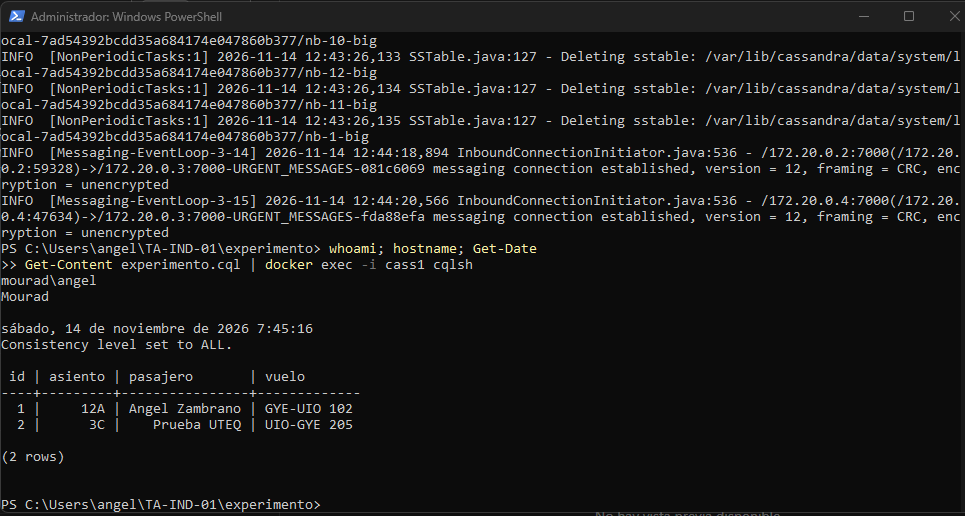 Administrador: Windows PowerShell
ocal-7ad54392bcdd35a684174e047860b377/nb-10-big
INFO  [NonPeriodicTasks:1] 2026-11-14 12:43:26,133 SSTable.java:127 - Deleting sstable: /var/lib/cassandra/data/system/l
ocal-7ad54392bcdd35a684174e047860b377/nb-12-big
INFO  [NonPeriodicTasks:1] 2026-11-14 12:43:26,134 SSTable.java:127 - Deleting sstable: /var/lib/cassandra/data/system/l
ocal-7ad54392bcdd35a684174e047860b377/nb-11-big
INFO  [NonPeriodicTasks:1] 2026-11-14 12:43:26,135 SSTable.java:127 - Deleting sstable: /var/lib/cassandra/data/system/l
ocal-7ad54392bcdd35a684174e047860b377/nb-1-big
INFO  [Messaging-EventLoop-3-14] 2026-11-14 12:44:18,894 InboundConnectionInitiator.java:536 - /172.20.0.2:7000(/172.20.
0.2:59328)->/172.20.0.3:7000-URGENT_MESSAGES-081c6069 messaging connection established, version = 12, framing = CRC, enc
ryption = unencrypted
INFO  [Messaging-EventLoop-3-15] 2026-11-14 12:44:20,566 InboundConnectionInitiator.java:536 - /172.20.0.4:7000(/172.20.
0.4:47634)->/172.20.0.3:7000-URGENT_MESSAGES-fda88efa messaging connection established, version = 12, framing = CRC, enc
ryption = unencrypted
PS C:\Users\angel\TA-IND-01\experimento> whoami; hostname; Get-Date
>> Get-Content experimento.cql | docker exec -i cass1 cqlsh
mourad\angel
Mourad
sábado, 14 de noviembre de 2026 7:45:16
Consistency level set to ALL.
 id | asiento | pasajero       | vuelo
----+---------+----------------+-------------
  1 |     12A | Angel Zambrano | GYE-UIO 102
  2 |      3C |    Prueba UTEQ | UIO-GYE 205
(2 rows)
PS C:\Users\angel\TA-IND-01\experimento>